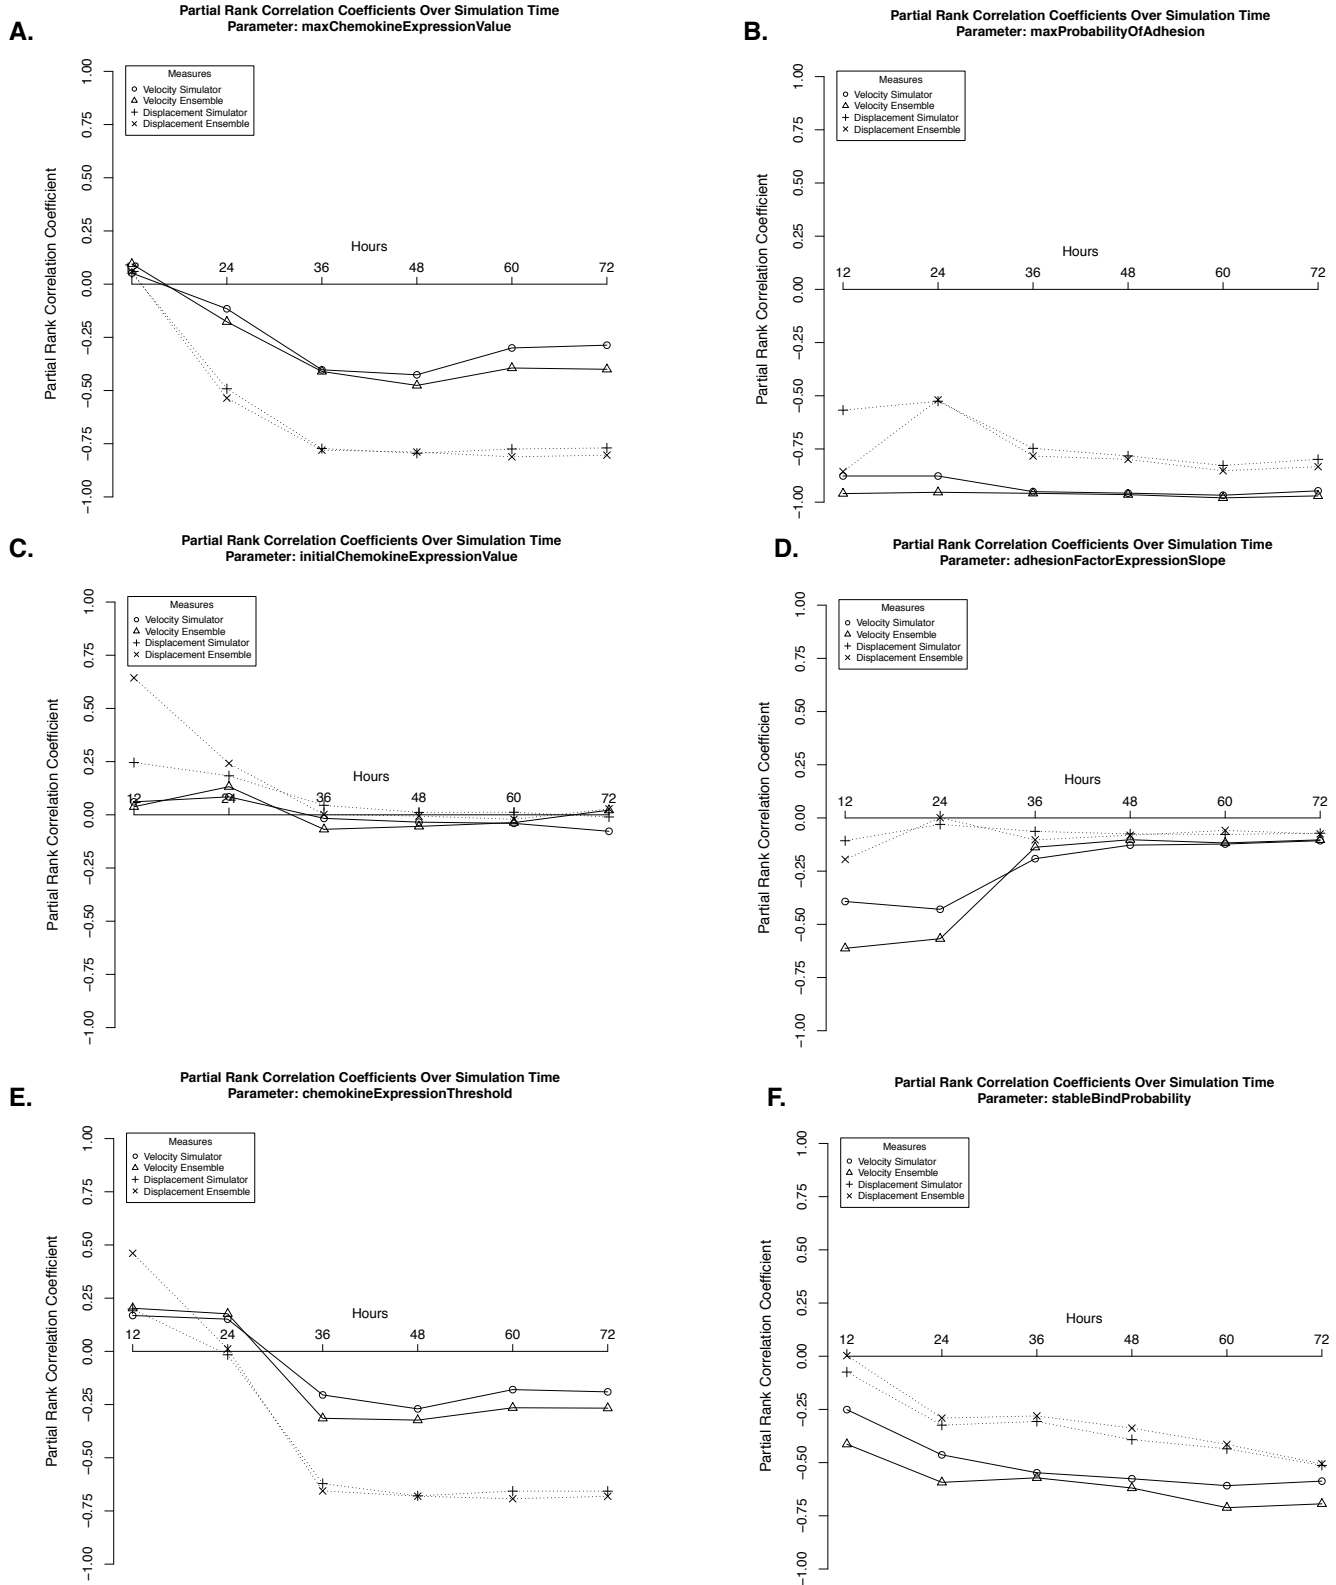 A.
Partial Rank Correlation Coefficients Over Simulation Time
Parameter: maxChemokineExpressionValue
Measures
Velocity Simulator
Velocity Ensemble
Displacement Simulator
Displacement Ensemble
Partial Rank Correlation Coefficient
1.00
0.75
0.50
0.25
0.00
−0.25
−0.50
−0.75
−1.00
Hours
24
36
48
60
72
B.
Partial Rank Correlation Coefficients Over Simulation Time
Parameter: maxProbabilityOfAdhesion
Measures
Velocity Simulator
Velocity Ensemble
Displacement Simulator
Displacement Ensemble
Partial Rank Correlation Coefficient
1.00
0.75
0.50
0.25
0.00
−0.25
−0.50
−0.75
−1.00
Hours
12
24
36
48
60
72
C.
Partial Rank Correlation Coefficients Over Simulation Time
Parameter: initialChemokineExpressionValue
Measures
Velocity Simulator
Velocity Ensemble
Displacement Simulator
Displacement Ensemble
Partial Rank Correlation Coefficient
1.00
0.75
0.50
0.25
0.00
−0.25
−0.50
−0.75
−1.00
Hours
12
24
36
48
60
72
D.
Partial Rank Correlation Coefficients Over Simulation Time
Parameter: adhesionFactorExpressionSlope
Measures
Velocity Simulator
Velocity Ensemble
Displacement Simulator
Displacement Ensemble
Partial Rank Correlation Coefficient
1.00
0.75
0.50
0.25
0.00
−0.25
−0.50
−0.75
−1.00
Hours
12
24
36
48
60
72
E.
Partial Rank Correlation Coefficients Over Simulation Time
Parameter: chemokineExpressionThreshold
Measures
Velocity Simulator
Velocity Ensemble
Displacement Simulator
Displacement Ensemble
Partial Rank Correlation Coefficient
1.00
0.75
0.50
0.25
0.00
−0.25
−0.50
−0.75
−1.00
Hours
12
24
36
48
60
72
F.
Partial Rank Correlation Coefficients Over Simulation Time
Parameter: stableBindProbability
Measures
Velocity Simulator
Velocity Ensemble
Displacement Simulator
Displacement Ensemble
Partial Rank Correlation Coefficient
1.00
0.75
0.50
0.25
0.00
−0.25
−0.50
−0.75
−1.00
Hours
12
24
36
48
60
72